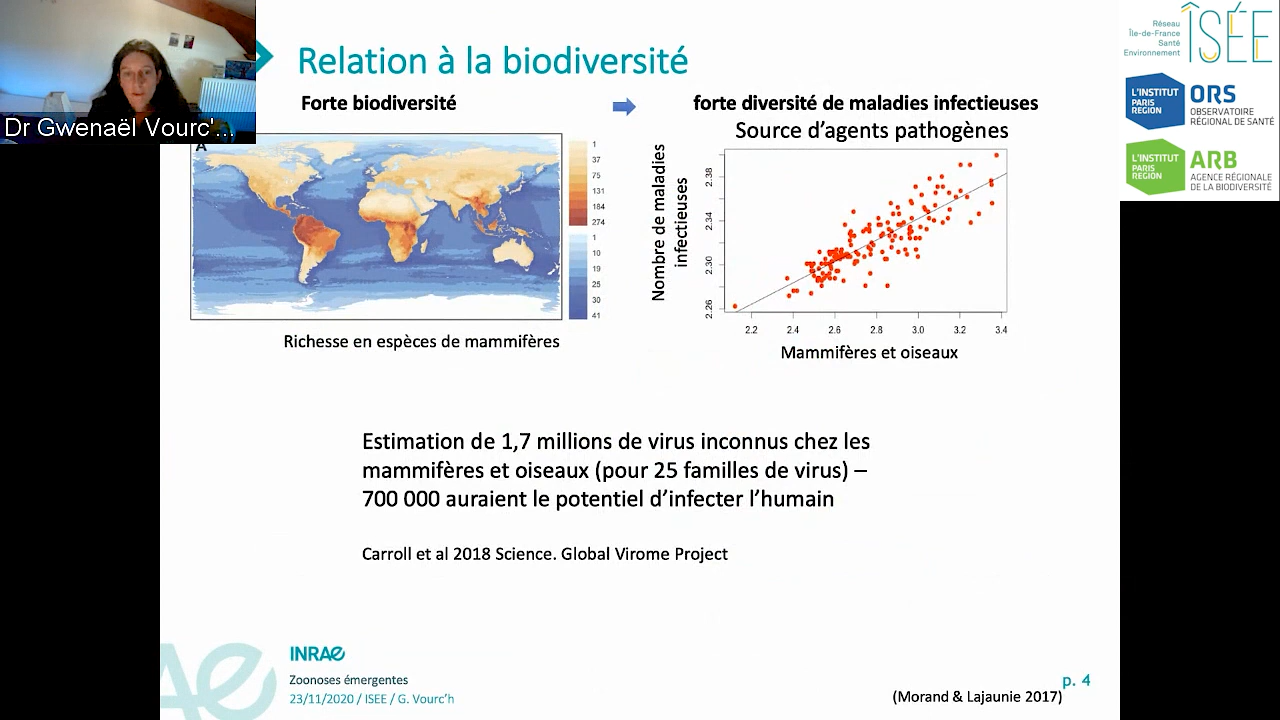 Relation à la biodiversité
Forte biodiversité
forte diversité de maladies infectieuses
Source d'agents pathogènes
Dr Gwenaël Vourc'...
A
1
37
75
131
184
274
1
10
19
25
30
41
Richesse en espèces de mammifères
Nombre de maladies
infectieuses
2.38
2.34
2.30
2.26
2.2 2.4 2.6 2.8 3.0 3.2 3.4
Mammifères et oiseaux
Estimation de 1,7 millions de virus inconnus chez les
mammifères et oiseaux (pour 25 familles de virus) –
700 000 auraient le potentiel d'infecter l'humain
Carroll et al 2018 Science. Global Virome Project
INRAE
Zoonoses émergentes
23/11/2020 / ISEE / G. Vourc'h
p. 4
(Morand & Lajaunie 2017)
Réseau
Île-de-France
Santé
Environnement
ÎSÉE
L'INSTITUT
PARIS
REGION
ORS
OBSERVATOIRE
RÉGIONAL DE SANTÉ
L'INSTITUT
PARIS
REGION
ARB
AGENCE RÉGIONALE
DE LA BIODIVERSITÉ